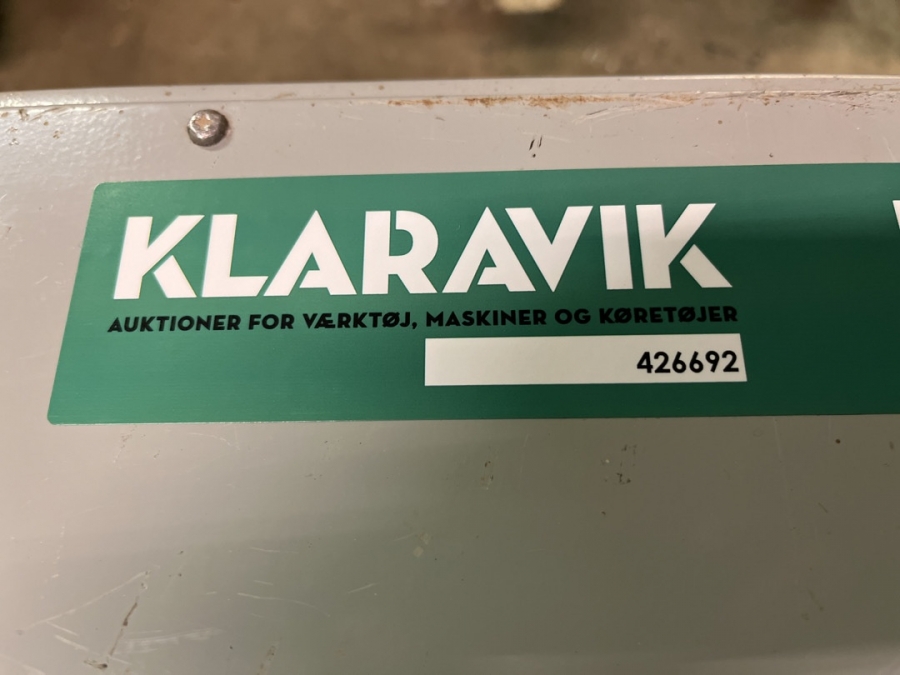 KLARAVIK
AUKTIONER FOR VÆRKTØJ, MASKINER OG KØRETØJER
426692